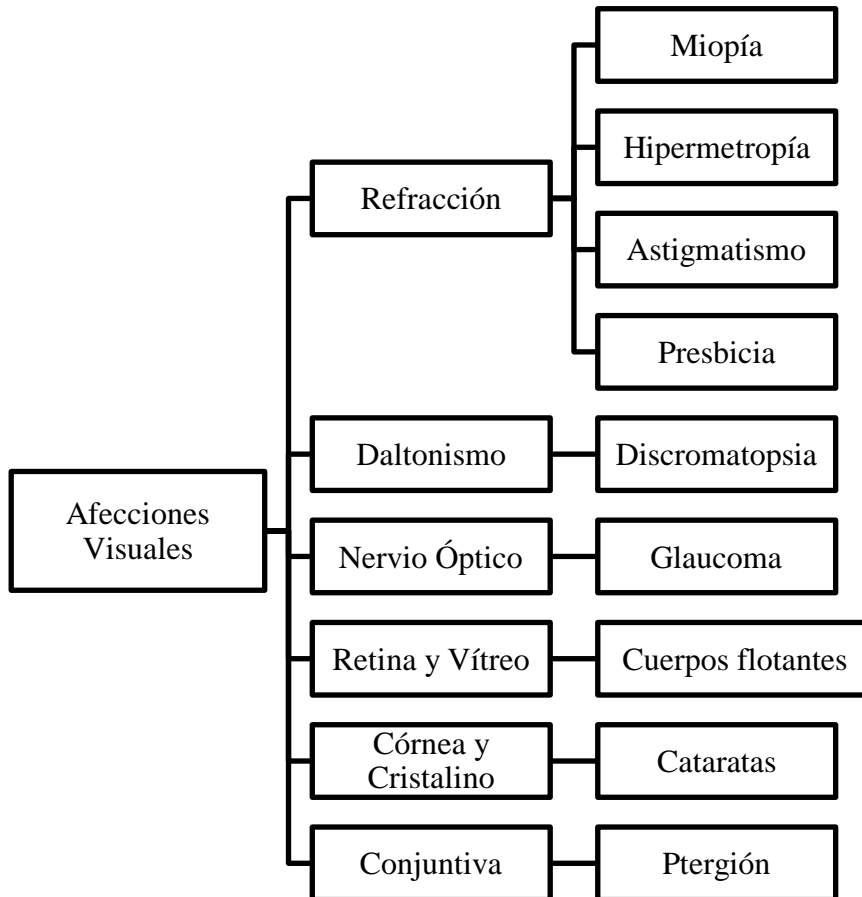 Afecciones
Visuales
Refracción
Miopía
Hipermetropía
Astigmatismo
Presbicia
Daltonismo
Discromatopsia
Nervio Óptico
Glaucoma
Retina y Vítreo
Cuerpos flotantes
Córnea y
Cristalino
Cataratas
Conjuntiva
Ptergión